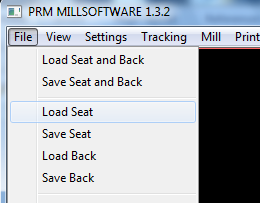 PRM MILLSOFTWARE 1.3.2
File View Settings Tracking Mill Print
Load Seat and Back
Save Seat and Back
Load Seat
Save Seat
Load Back
Save Back